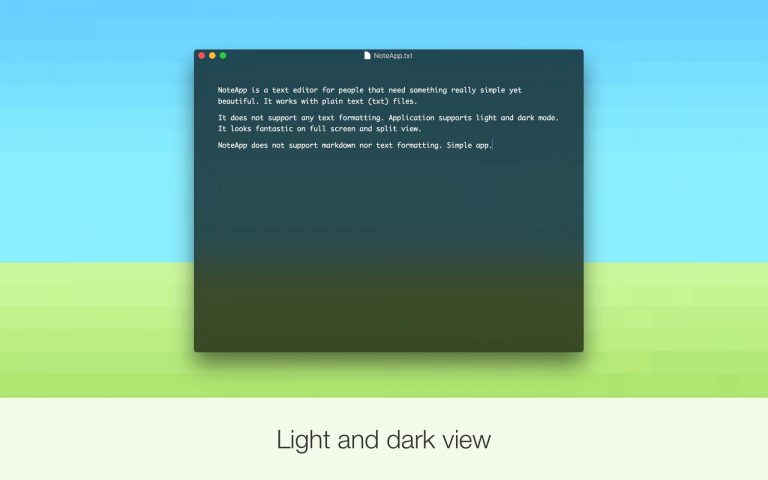 NoteApp.txt
NoteApp is a text editor for people that need something really simple yet
beautiful. It works with plain text (txt) files.
It does not support any text formatting. Application supports light and dark mode.
It looks fantastic on full screen and split view.
NoteApp does not support markdown nor text formatting. Simple app.
Light and dark view